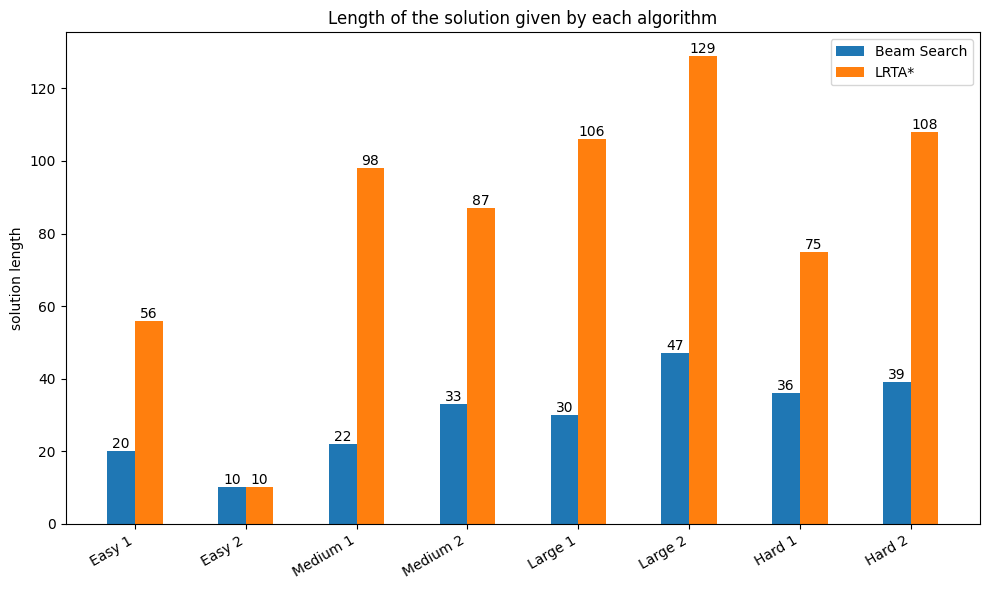 Length of the solution given by each algorithm
Beam Search
LRTA*
solution length
120
100
80
60
40
20
0
20
56
10
10
22
98
33
87
30
106
47
129
36
75
39
108
Easy 1
Easy 2
Medium 1
Medium 2
Large 1
Large 2
Hard 1
Hard 2